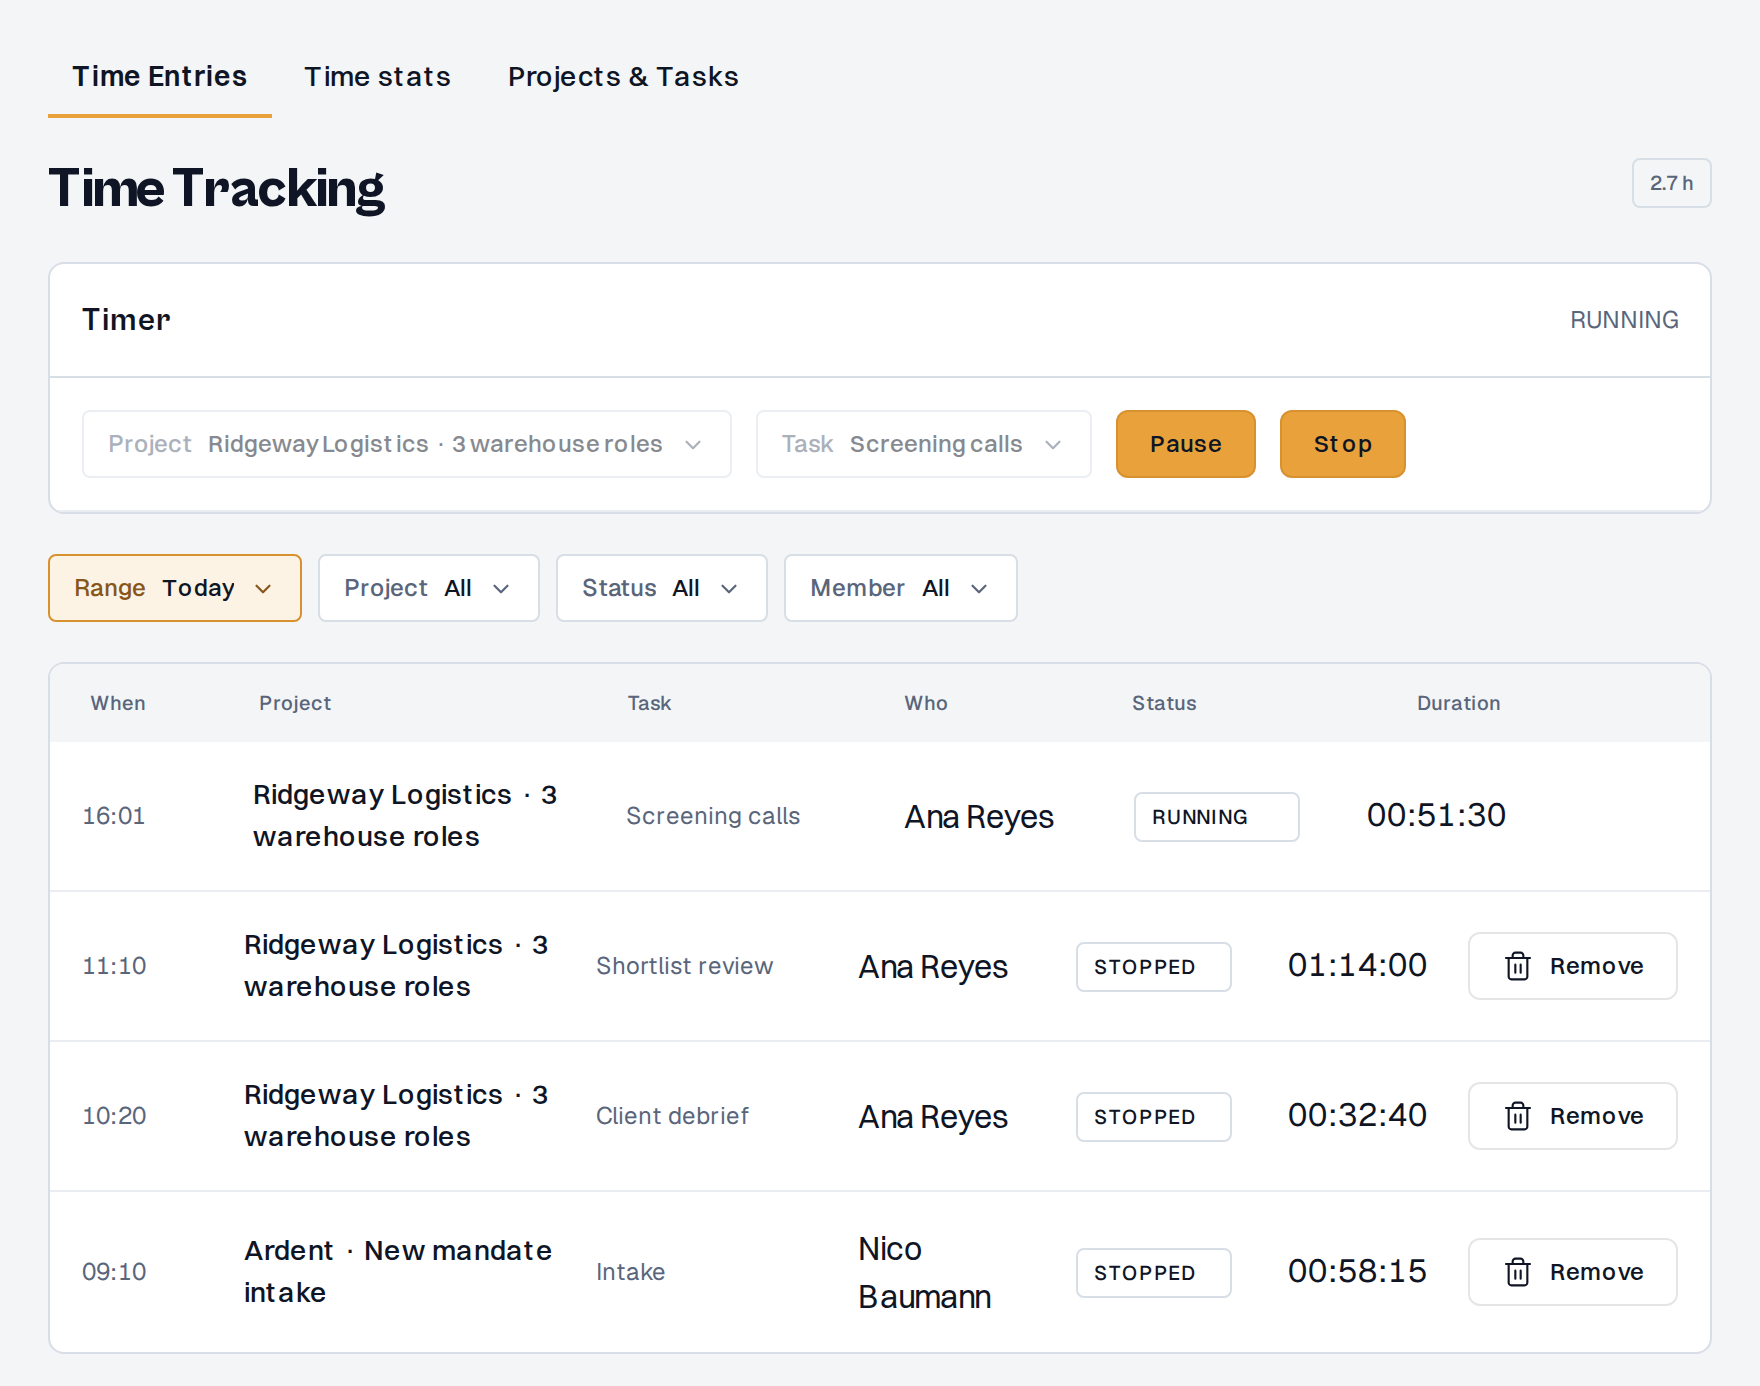 Time Entries Time stats Projects & Tasks
Time Tracking 2.7 h
Timer RUNNING
Project Ridgeway Logistics · 3 warehouse roles Task Screening calls Pause Stop
Range Today Project All Status All Member All
When Project Task Who Status Duration
16:01 Ridgeway Logistics · 3 warehouse roles Screening calls Ana Reyes RUNNING 00:51:30
11:10 Ridgeway Logistics · 3 warehouse roles Shortlist review Ana Reyes STOPPED 01:14:00 Remove
10:20 Ridgeway Logistics · 3 warehouse roles Client debrief Ana Reyes STOPPED 00:32:40 Remove
09:10 Ardent · New mandate intake Intake Nico Baumann STOPPED 00:58:15 Remove